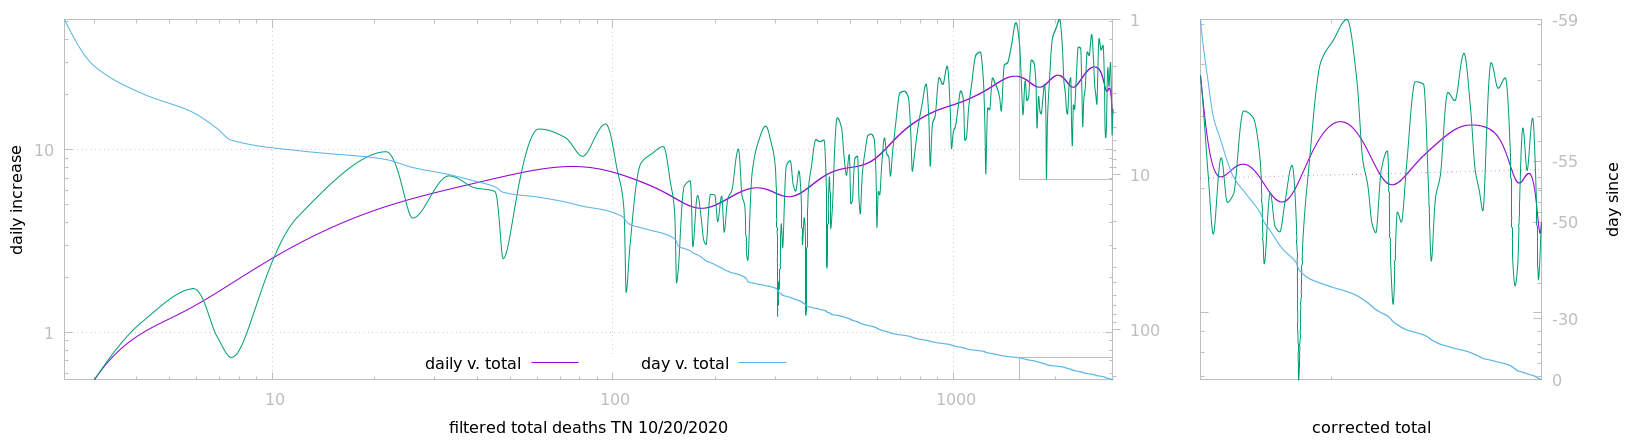 daily increase
10
1
daily v. total
day v. total
10
100
1000
filtered total deaths TN 10/20/2020
1
10
100
-59
-55
-50
-30
0
day since
corrected total